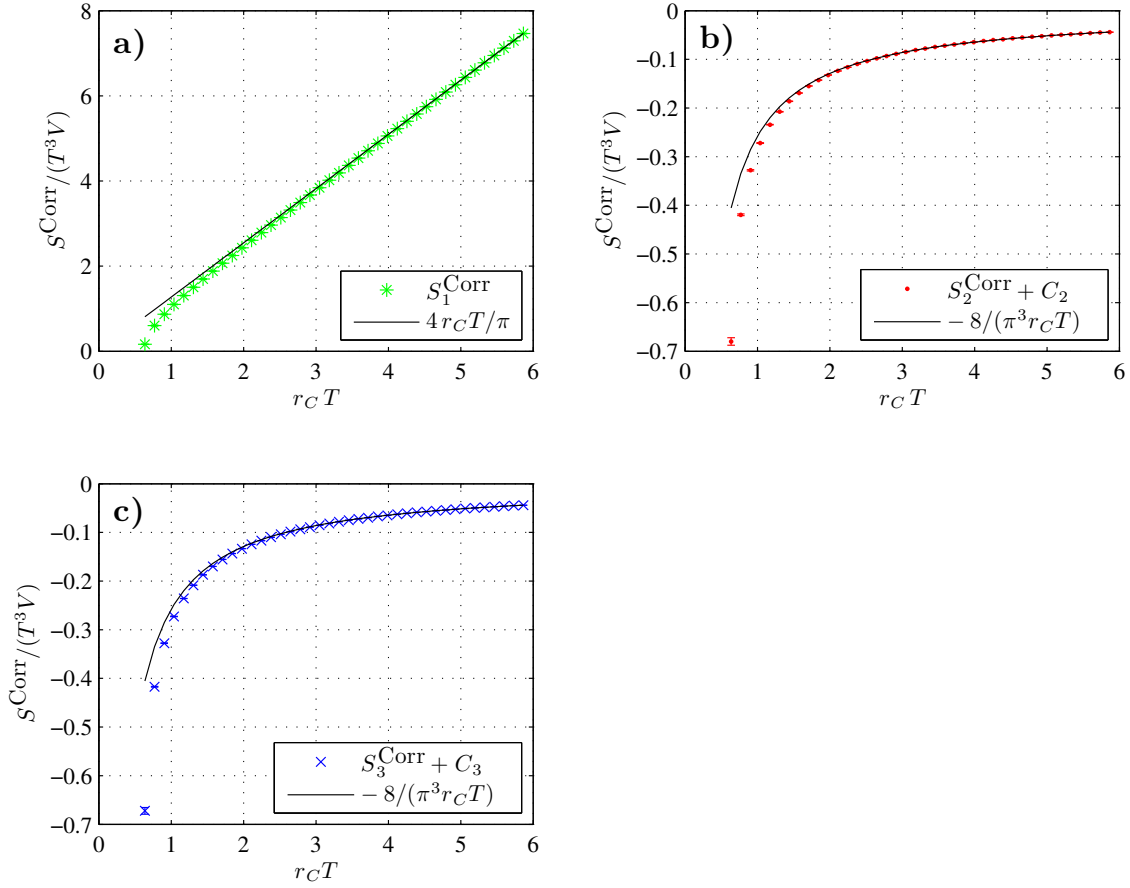 a)
8
6
4
2
0
S^Corr/(T^3V)
0 1 2 3 4 5 6
r_C T
S_1^Corr
4 r_C T/π
b)
0
−0.1
−0.2
−0.3
−0.4
−0.5
−0.6
−0.7
S^Corr/(T^3V)
0 1 2 3 4 5 6
r_C T
S_2^Corr + C_2
− 8/(π^3 r_C T)
c)
0
−0.1
−0.2
−0.3
−0.4
−0.5
−0.6
−0.7
S^Corr/(T^3V)
0 1 2 3 4 5 6
r_C T
S_3^Corr + C_3
− 8/(π^3 r_C T)